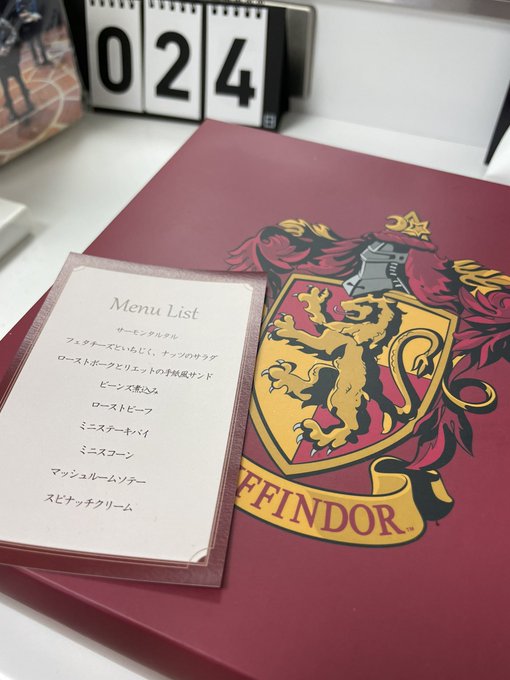 024
Menu List
サーモンタルタル
フェタチーズといちじく、ナッツのサラダ
ローストポークとリエットの手紙風サンド
ビーンズ煮込み
ローストビーフ
ミニステーキパイ
ミニスコーン
マッシュルームソテー
スピナッチクリーム
FFINDOR™